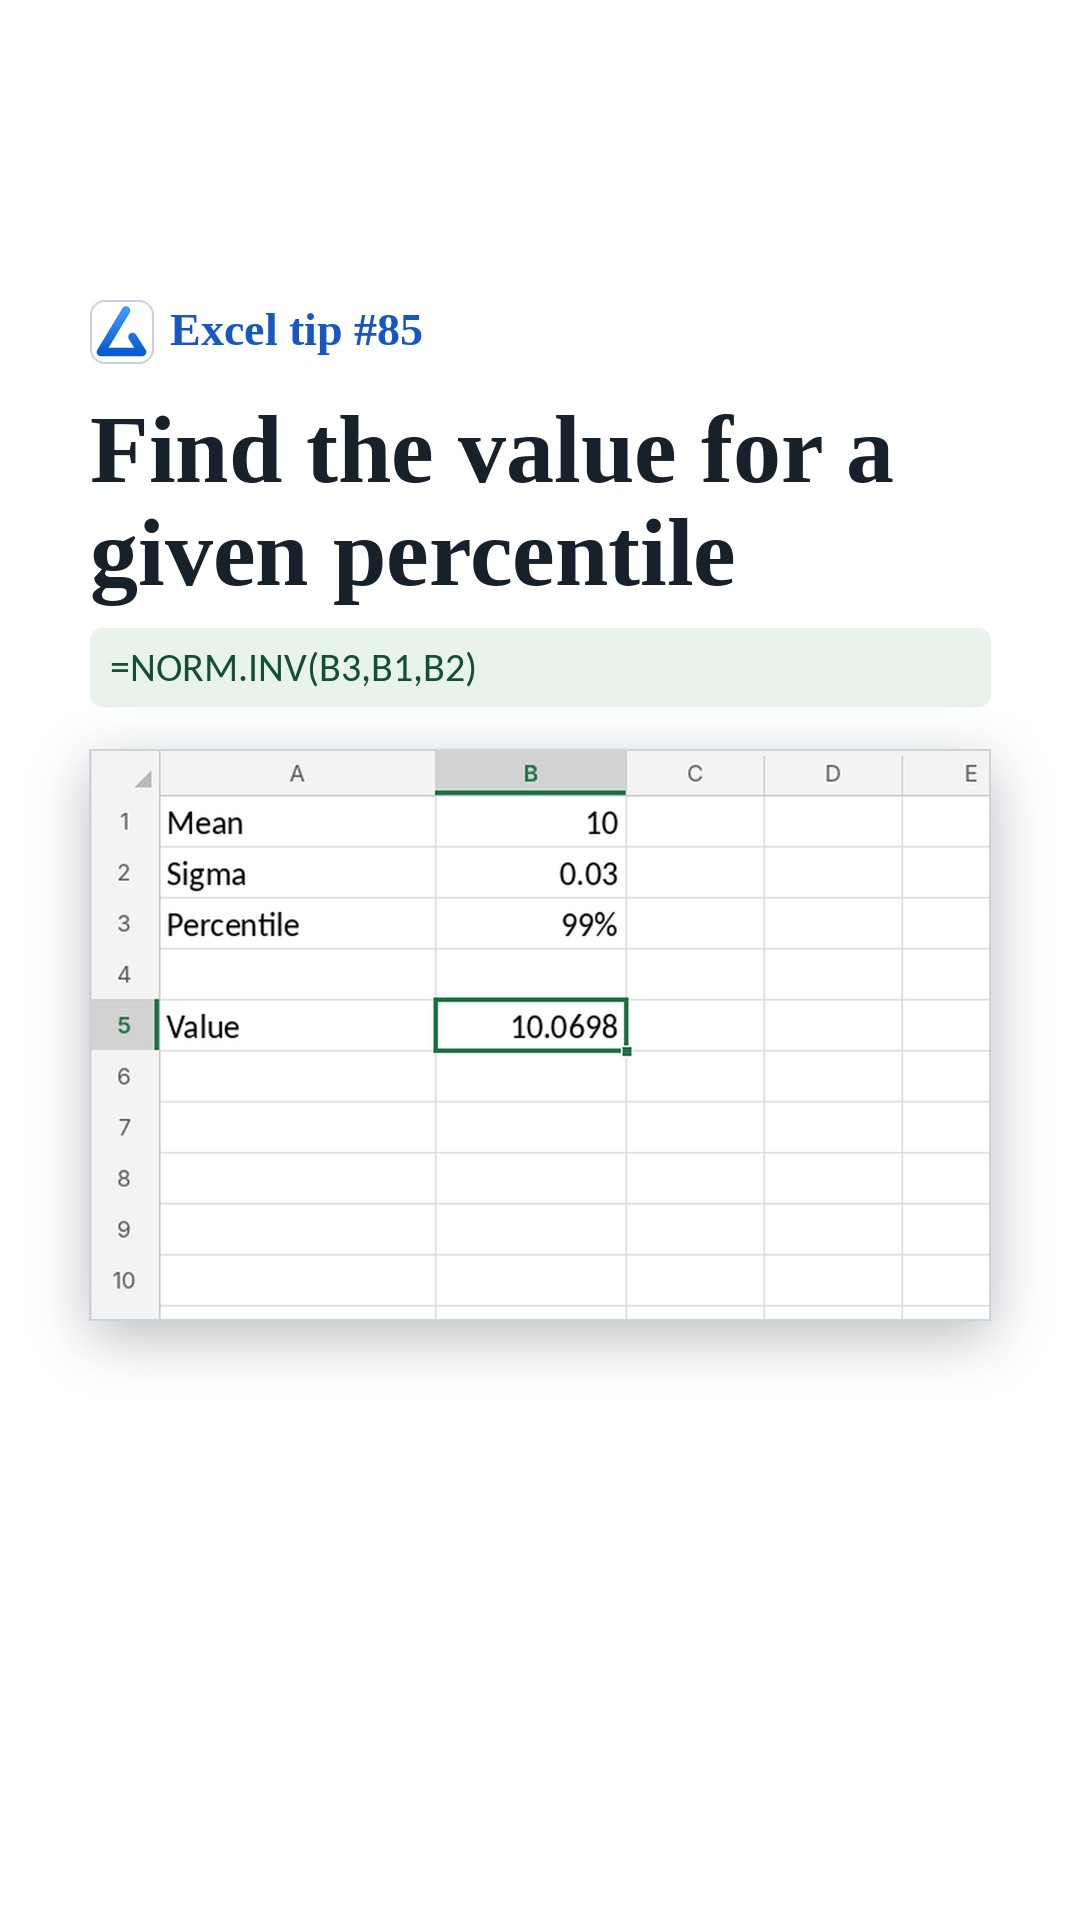 Excel tip #85
Find the value for a
given percentile
=NORM.INV(B3,B1,B2)
A B C D E
1 Mean 10
2 Sigma 0.03
3 Percentile 99%
4
5 Value 10.0698
6
7
8
9
10